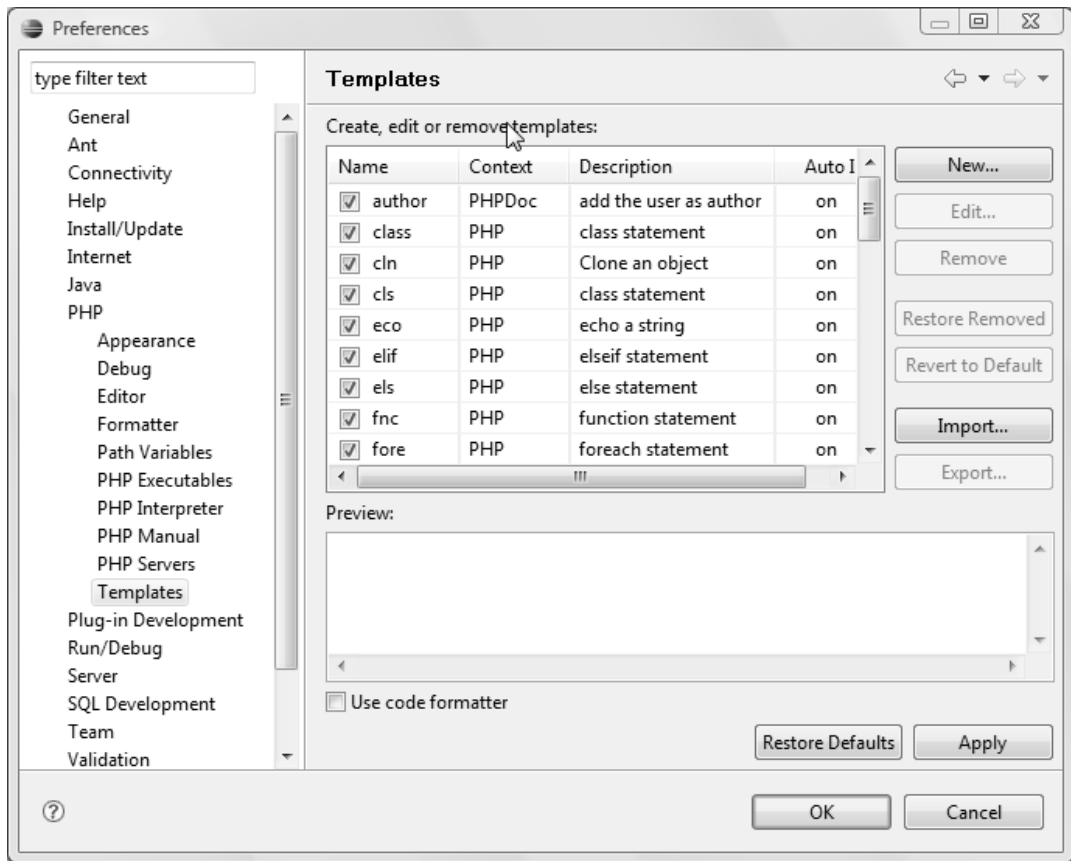 Preferences
type filter text
General
Ant
Connectivity
Help
Install/Update
Internet
Java
PHP
Appearance
Debug
Editor
Formatter
Path Variables
PHP Executables
PHP Interpreter
PHP Manual
PHP Servers
Templates
Plug-in Development
Run/Debug
Server
SQL Development
Team
Validation
Templates
Create, edit or remove templates:
Name Context Description Auto I
author PHPDoc add the user as author on
class PHP class statement on
cln PHP Clone an object on
cls PHP class statement on
eco PHP echo a string on
elif PHP elseif statement on
els PHP else statement on
fnc PHP function statement on
fore PHP foreach statement on
New...
Edit...
Remove
Restore Removed
Revert to Default
Import...
Export...
Preview:
Use code formatter
Restore Defaults Apply
OK Cancel